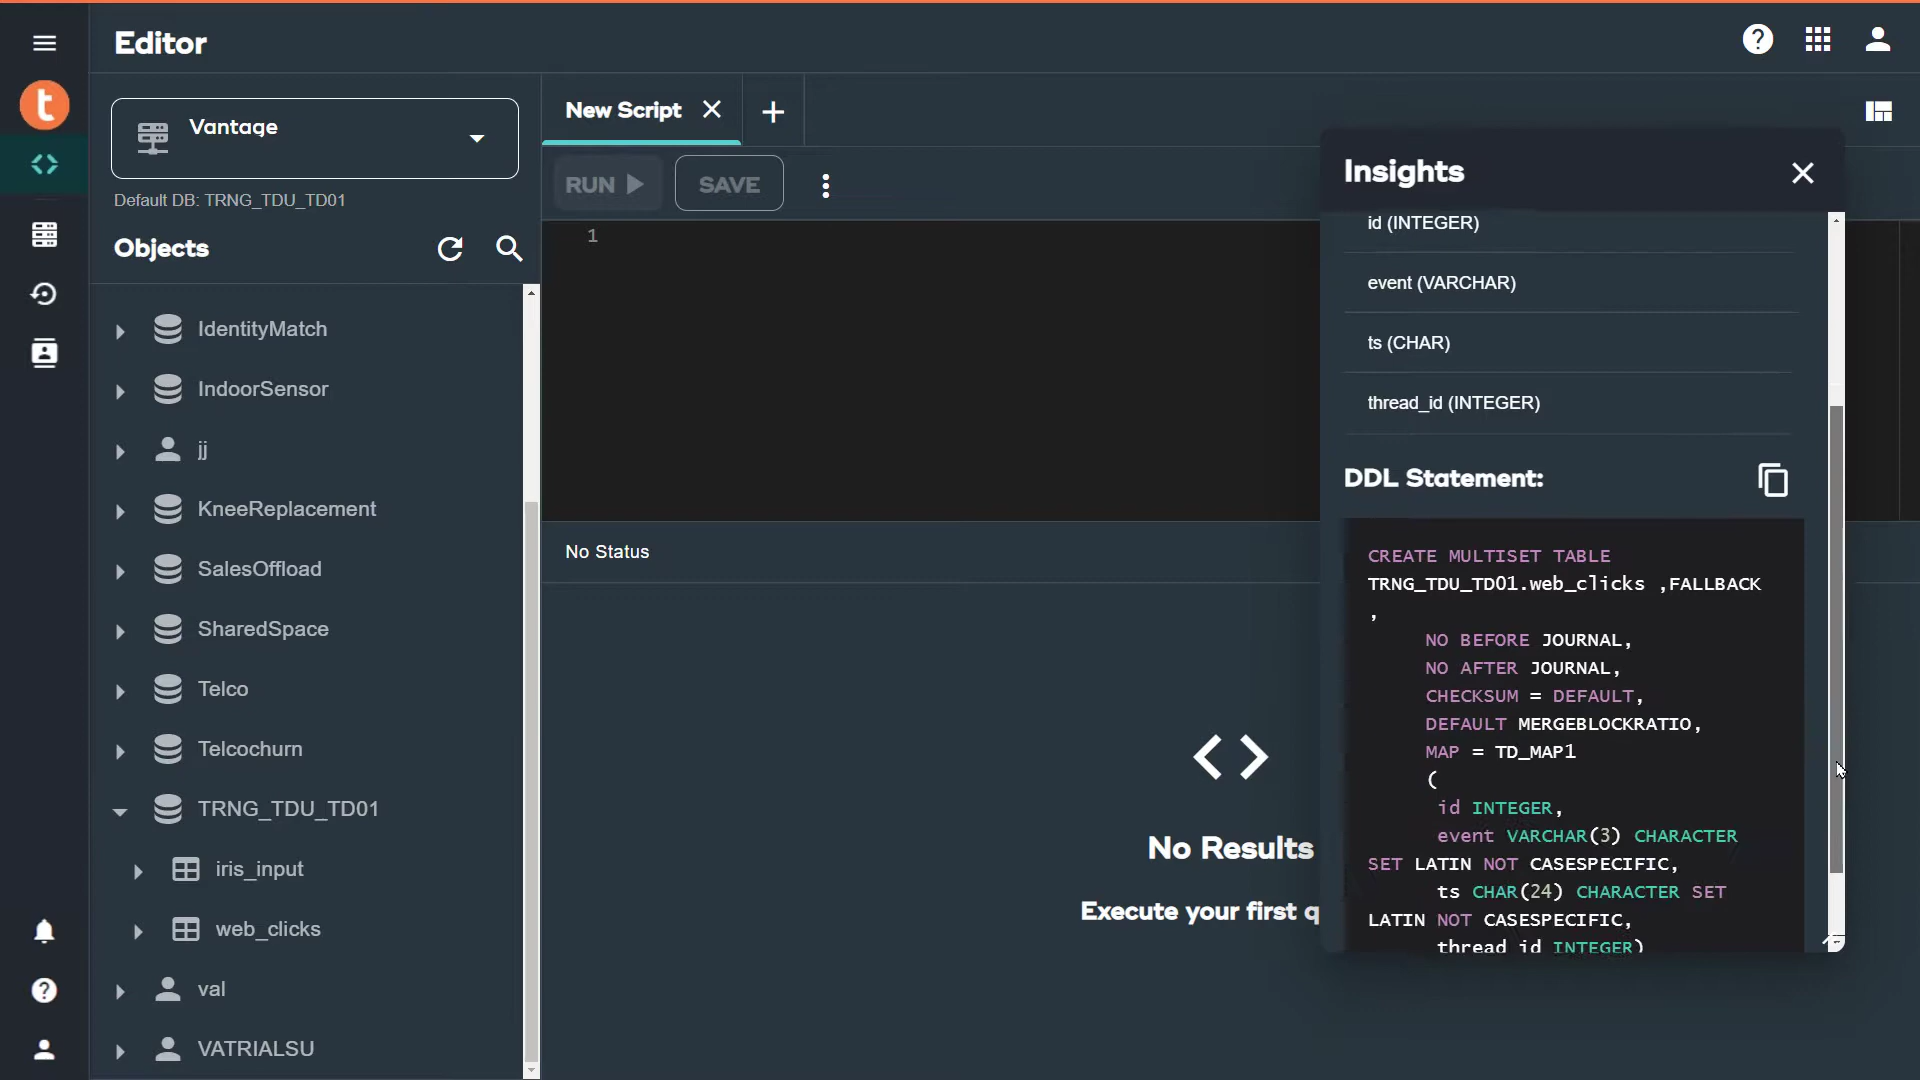 Editor
Vantage
Default DB: TRNG_TDU_TD01
Objects
IdentityMatch
IndoorSensor
jj
KneeReplacement
SalesOffload
SharedSpace
Telco
Telcochurn
TRNG_TDU_TD01
iris_input
web_clicks
val
VATRIALSU
New Script
RUN
SAVE
1
No Status
No Results
Execute your first q
Insights
id (INTEGER)
event (VARCHAR)
ts (CHAR)
thread_id (INTEGER)
DDL Statement:
CREATE MULTISET TABLE
TRNG_TDU_TD01.web_clicks ,FALLBACK
,
NO BEFORE JOURNAL,
NO AFTER JOURNAL,
CHECKSUM = DEFAULT,
DEFAULT MERGEBLOCKRATIO,
MAP = TD_MAP1
(
id INTEGER,
event VARCHAR(3) CHARACTER
SET LATIN NOT CASESPECIFIC,
ts CHAR(24) CHARACTER SET
LATIN NOT CASESPECIFIC,
thread_id INTEGER)